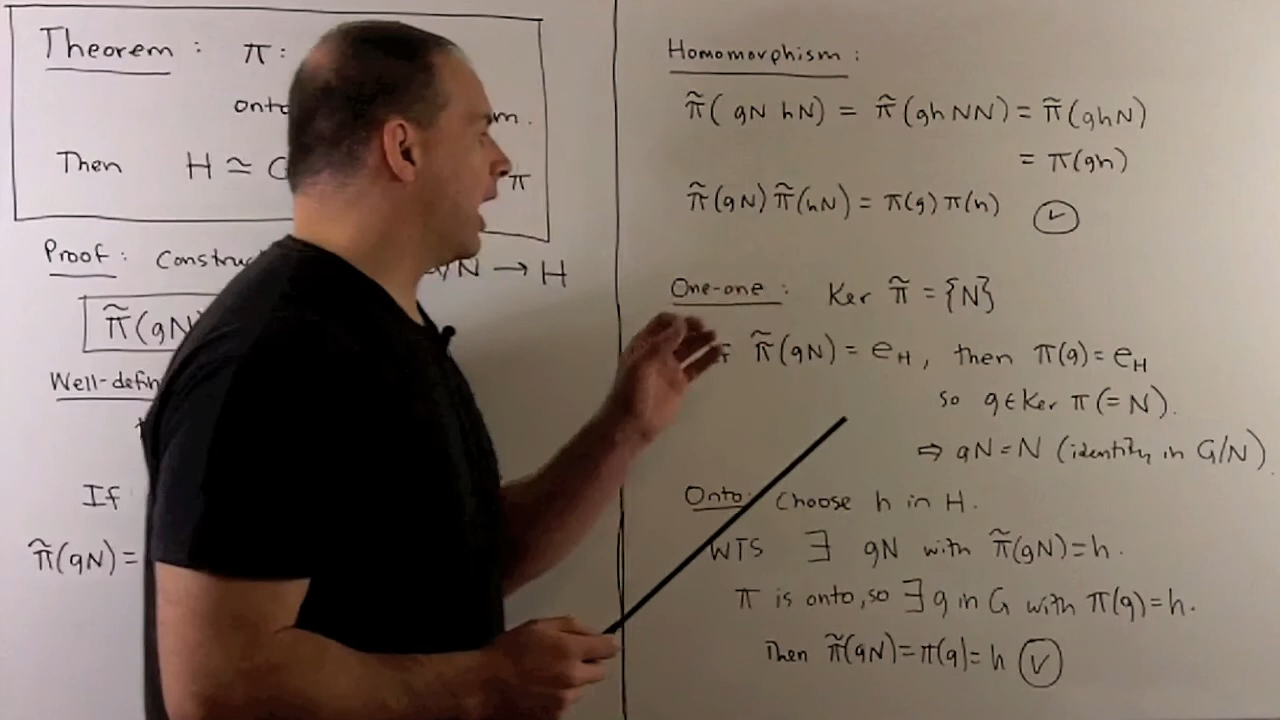 Theorem: π:
onto m.
Then H ≃ G π
Proof: Construc /N → H
π̃(gN)
Well-defin
If
π̃(gN) =
Homomorphism:
π̃(gN hN) = π̃(gh NN) = π̃(ghN)
= π(gh)
π̃(gN) π̃(hN) = π(g) π(h) ✓
One-one: Ker π̃ = {N}
π̃(gN) = e_H, then π(g) = e_H
so g ∈ Ker π (= N).
⇒ gN = N (identity in G/N)
Onto: Choose h in H.
WTS ∃ gN with π̃(gN) = h.
π is onto, so ∃ g in G with π(g) = h.
Then π̃(gN) = π(g) = h ✓